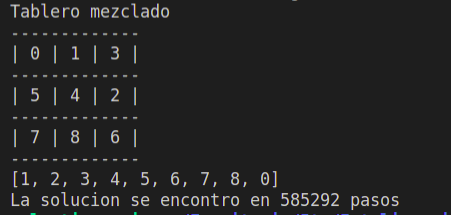 Tablero mezclado
-------------
| 0 | 1 | 3 |
-------------
| 5 | 4 | 2 |
-------------
| 7 | 8 | 6 |
-------------
[1, 2, 3, 4, 5, 6, 7, 8, 0]
La solucion se encontro en 585292 pasos